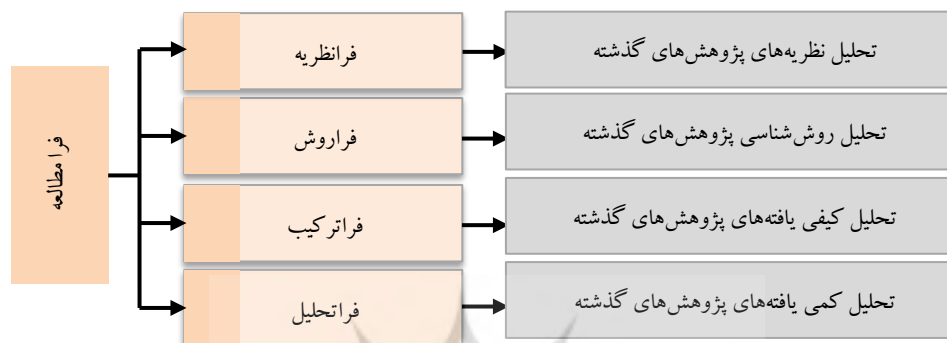 فرا مطالعه
فرانظریه
تحلیل نظریه‌های پژوهش‌های گذشته
فراروش
تحلیل روش‌شناسی پژوهش‌های گذشته
فراترکیب
تحلیل کیفی یافته‌های پژوهش‌های گذشته
فراتحلیل
تحلیل کمی یافته‌های پژوهش‌های گذشته